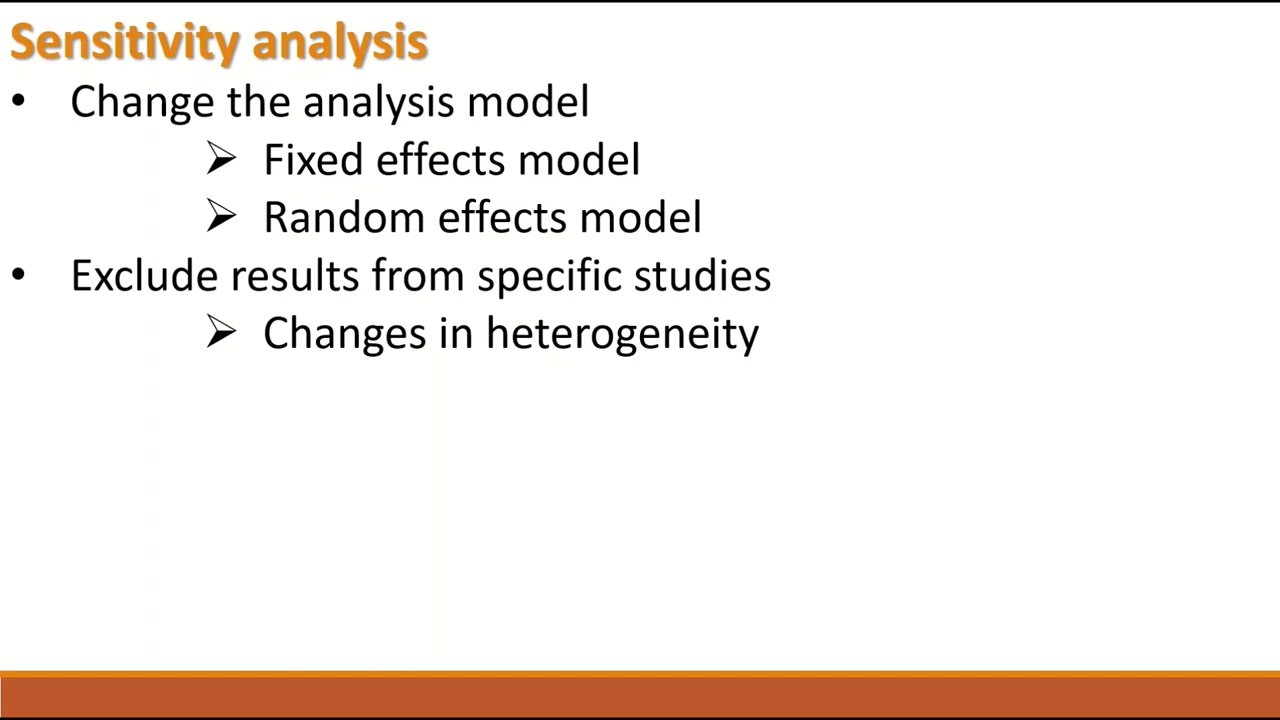 Sensitivity analysis
• Change the analysis model
➢ Fixed effects model
➢ Random effects model
• Exclude results from specific studies
➢ Changes in heterogeneity